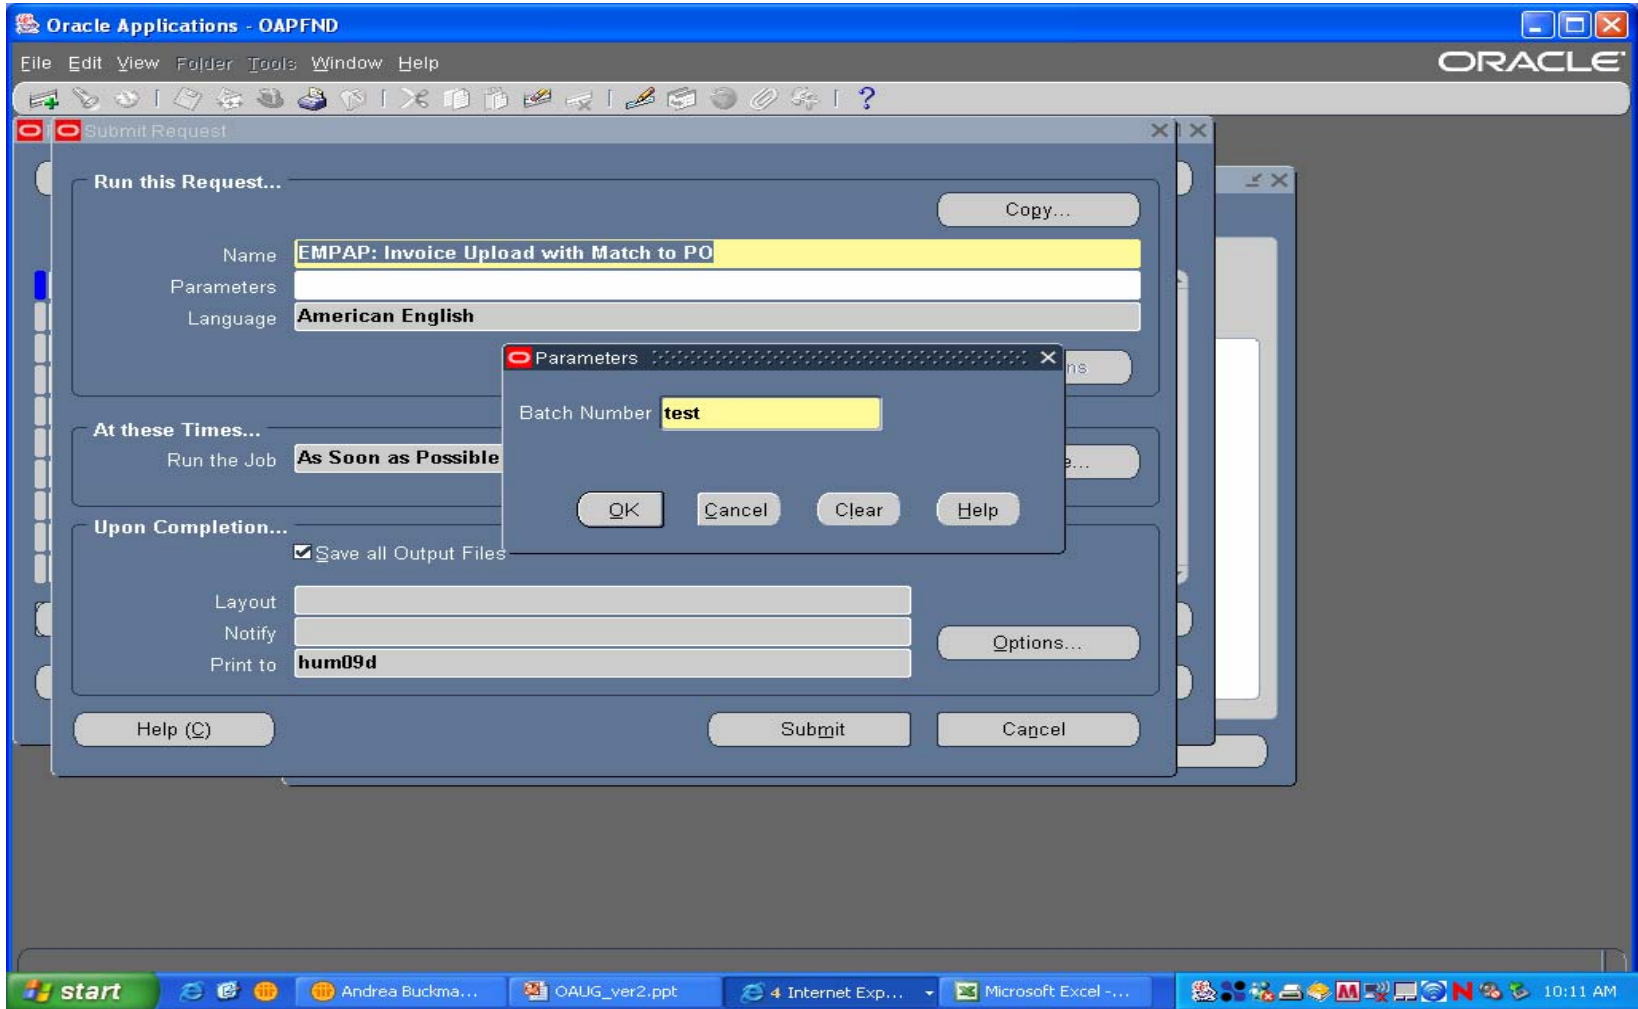 Oracle Applications - OAPFND
File Edit View Folder Tools Window Help
ORACLE
Submit Request
Run this Request...
Copy...
Name EMPAP: Invoice Upload with Match to PO
Parameters
Language American English
Parameters
ns
Batch Number test
At these Times...
Run the Job As Soon as Possible
e...
OK Cancel Clear Help
Upon Completion...
Save all Output Files
Layout
Notify
Options...
Print to hum09d
Help (C) Submit Cancel
start Andrea Buckma... OAUG_ver2.ppt 4 Internet Exp... Microsoft Excel -... 10:11 AM